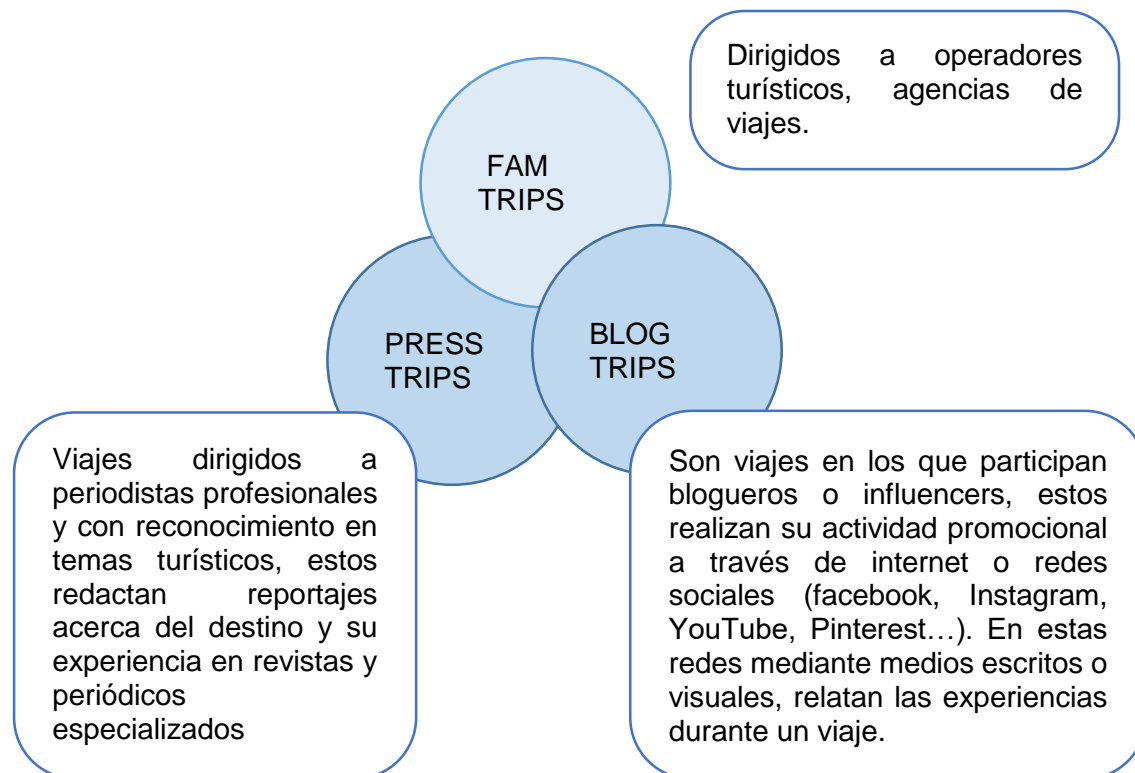 Dirigidos a operadores
turísticos, agencias de
viajes.
FAM
TRIPS
PRESS
TRIPS
BLOG
TRIPS
Viajes dirigidos a
periodistas profesionales
y con reconocimiento en
temas turísticos, estos
redactan reportajes
acerca del destino y su
experiencia en revistas y
periódicos
especializados
Son viajes en los que participan
blogueros o influencers, estos
realizan su actividad promocional
a través de internet o redes
sociales (facebook, Instagram,
YouTube, Pinterest…). En estas
redes mediante medios escritos o
visuales, relatan las experiencias
durante un viaje.